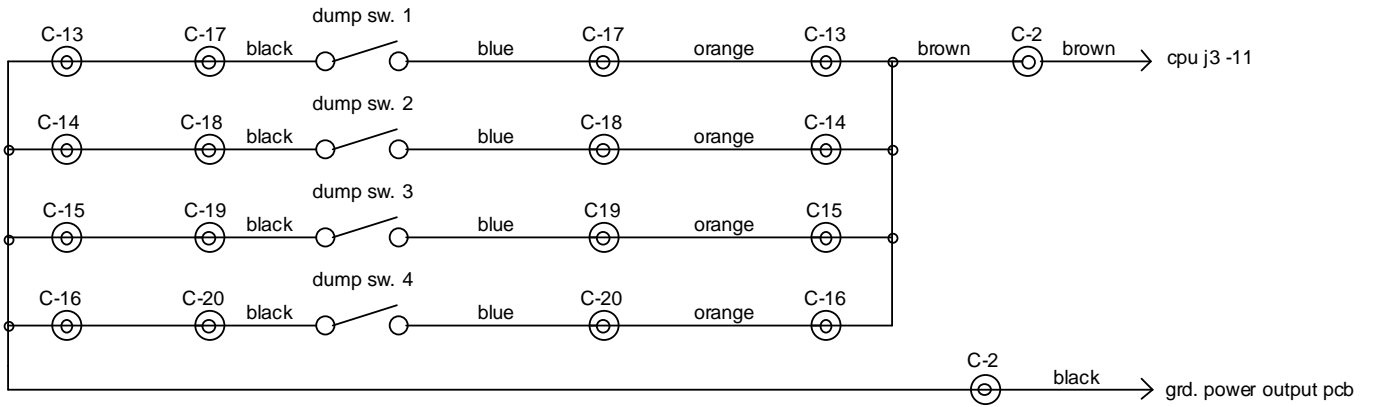 dump sw. 1
C-13 C-17 black blue C-17 orange C-13 brown C-2 brown cpu j3 -11
dump sw. 2
C-14 C-18 black blue C-18 orange C-14
dump sw. 3
C-15 C-19 black blue C19 orange C15
dump sw. 4
C-16 C-20 black blue C-20 orange C-16
C-2 black grd. power output pcb